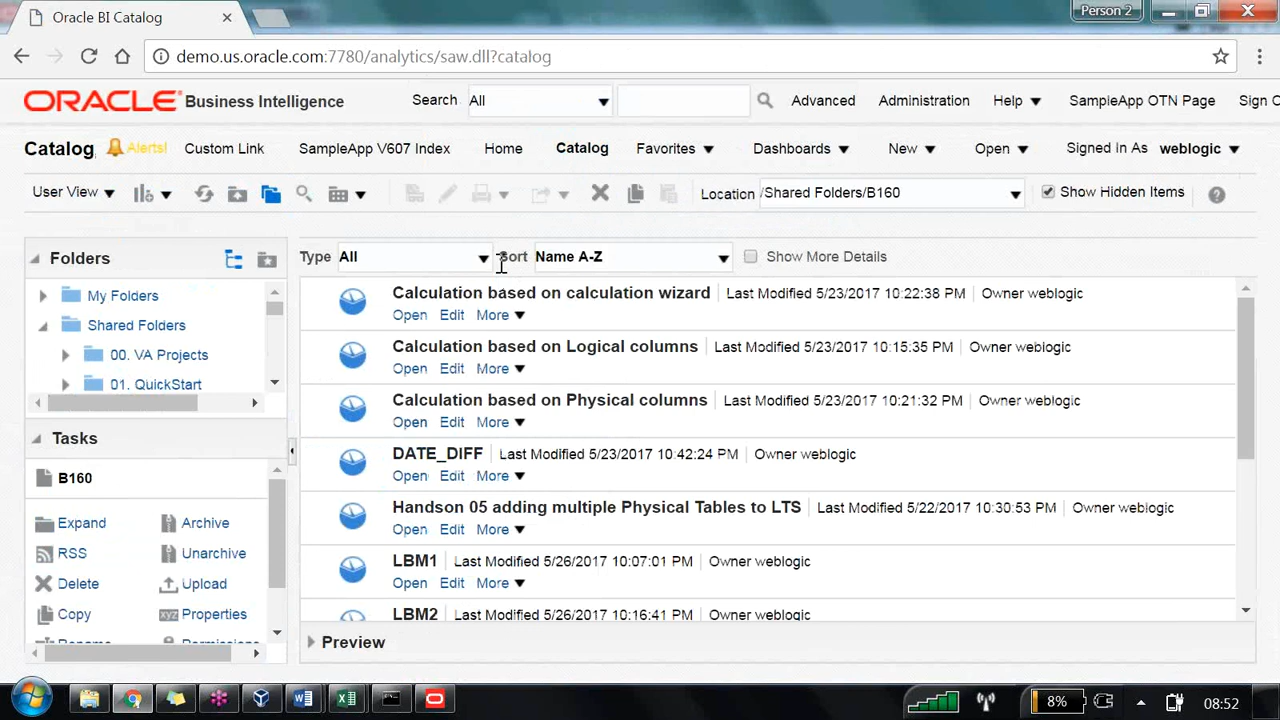 Oracle BI Catalog
Person 2
demo.us.oracle.com:7780/analytics/saw.dll?catalog
ORACLE Business Intelligence
Search All Advanced Administration Help SampleApp OTN Page Sign O
Catalog Alerts! Custom Link SampleApp V607 Index Home Catalog Favorites Dashboards New Open Signed In As weblogic
User View Location /Shared Folders/B160 Show Hidden Items
Folders
My Folders
Shared Folders
00. VA Projects
01. QuickStart
Tasks
B160
Expand Archive
RSS Unarchive
Delete Upload
Copy Properties
Rename Permissions
Type All Sort Name A-Z Show More Details
Calculation based on calculation wizard Last Modified 5/23/2017 10:22:38 PM Owner weblogic
Open Edit More
Calculation based on Logical columns Last Modified 5/23/2017 10:15:35 PM Owner weblogic
Open Edit More
Calculation based on Physical columns Last Modified 5/23/2017 10:21:32 PM Owner weblogic
Open Edit More
DATE_DIFF Last Modified 5/23/2017 10:42:24 PM Owner weblogic
Open Edit More
Handson 05 adding multiple Physical Tables to LTS Last Modified 5/22/2017 10:30:53 PM Owner weblogic
Open Edit More
LBM1 Last Modified 5/26/2017 10:07:01 PM Owner weblogic
Open Edit More
LBM2 Last Modified 5/26/2017 10:16:41 PM Owner weblogic
Preview
8%
08:52